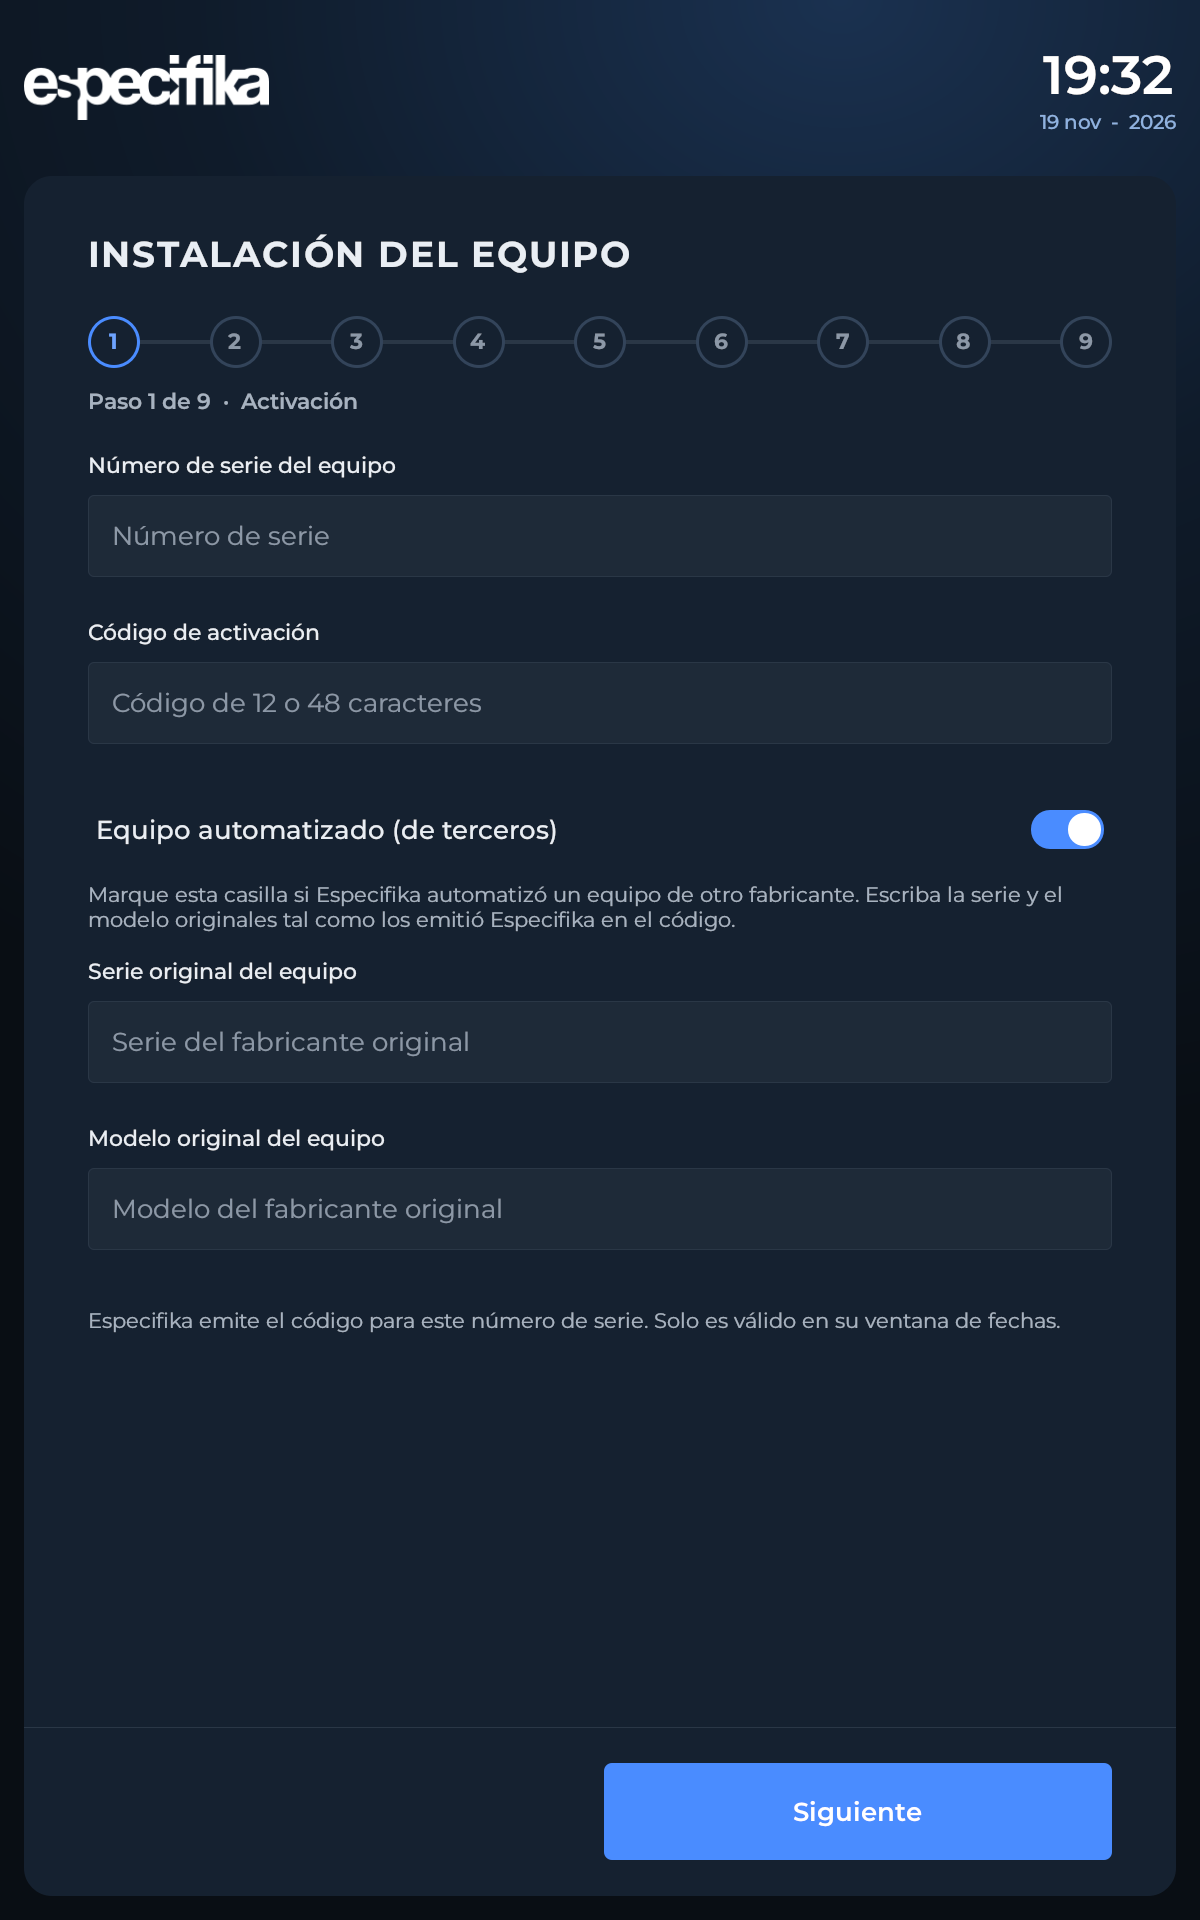 especifika
19:32
19 nov - 2026
INSTALACIÓN DEL EQUIPO
1 2 3 4 5 6 7 8 9
Paso 1 de 9 · Activación
Número de serie del equipo
Número de serie
Código de activación
Código de 12 o 48 caracteres
Equipo automatizado (de terceros)
Marque esta casilla si Especifika automatizó un equipo de otro fabricante. Escriba la serie y el
modelo originales tal como los emitió Especifika en el código.
Serie original del equipo
Serie del fabricante original
Modelo original del equipo
Modelo del fabricante original
Especifika emite el código para este número de serie. Solo es válido en su ventana de fechas.
Siguiente